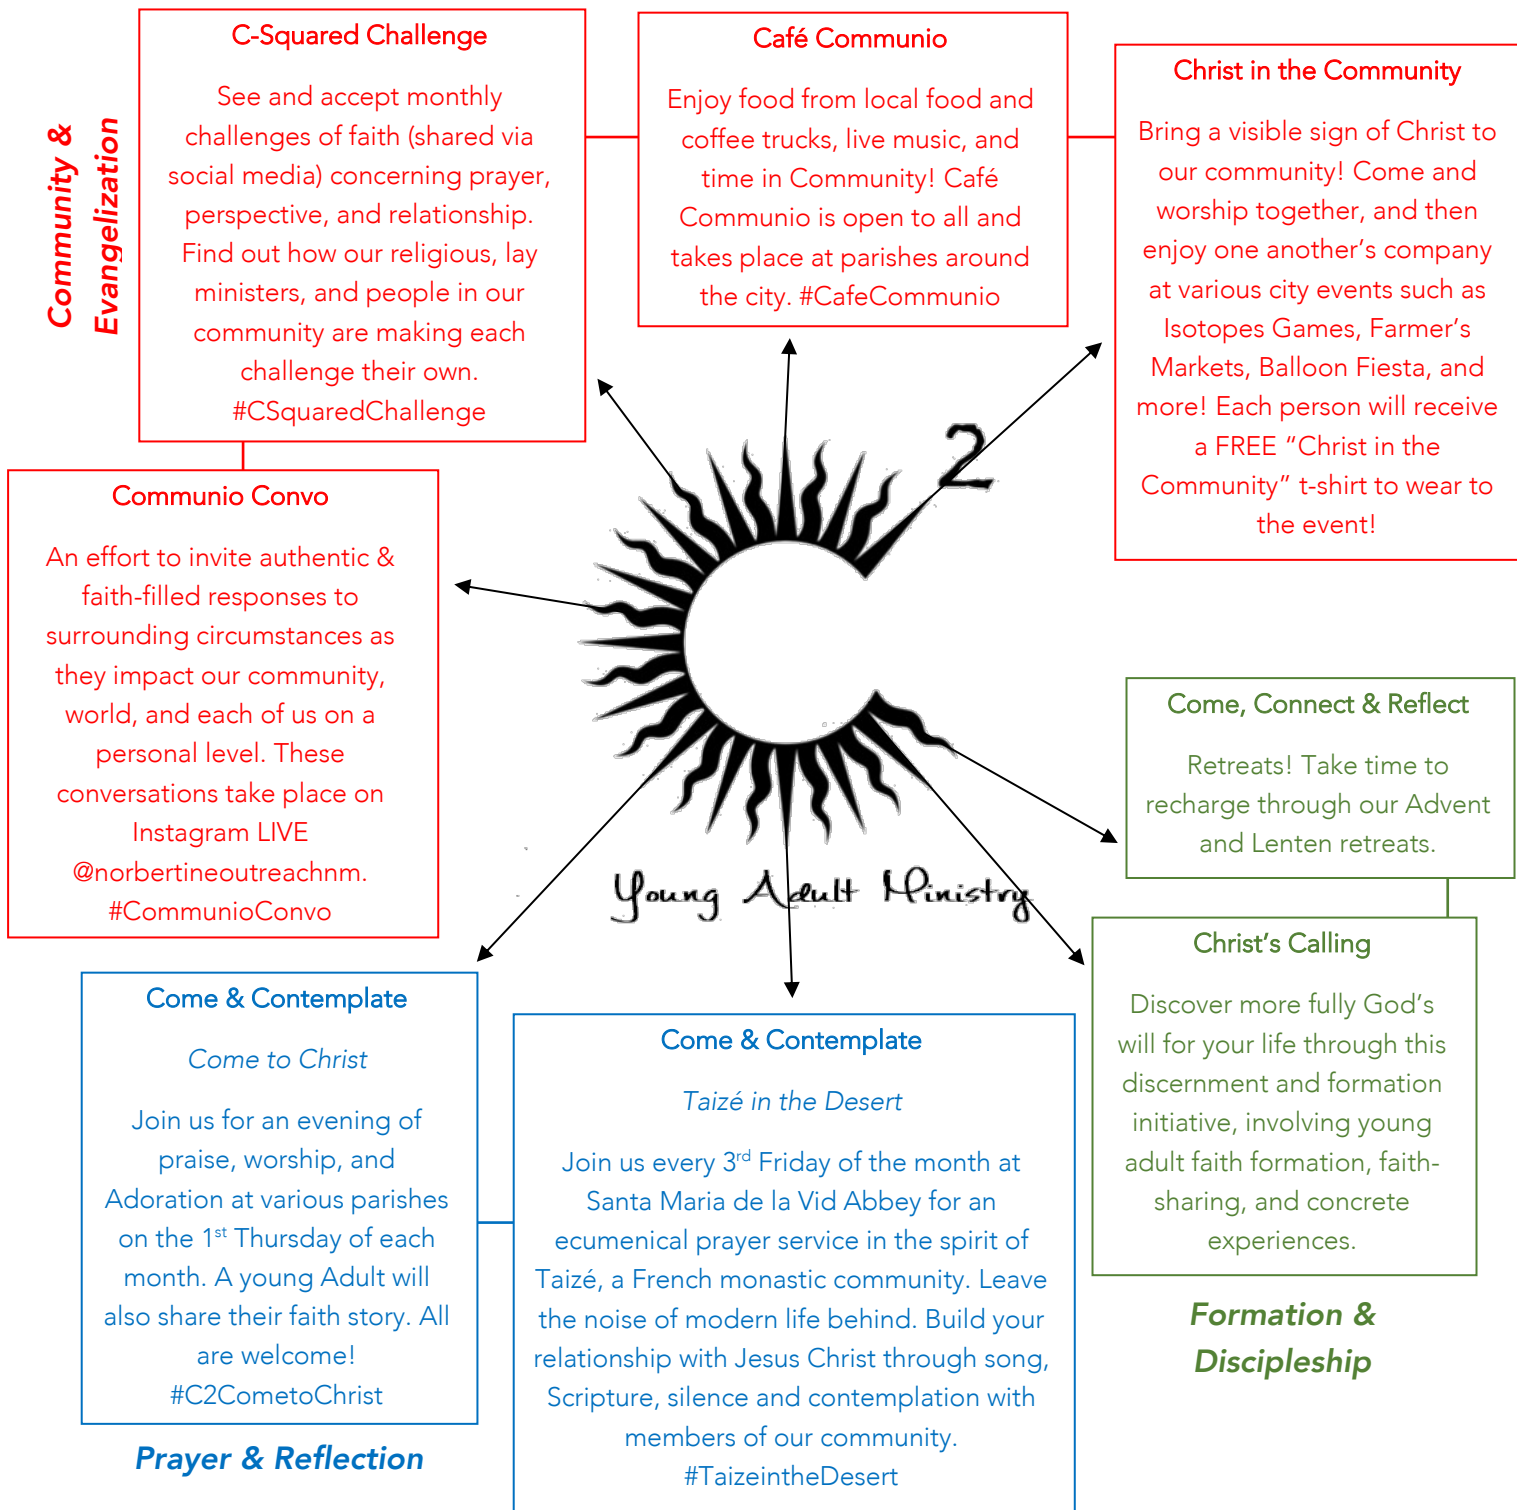 Community &
Evangelization
C-Squared Challenge
See and accept monthly
challenges of faith (shared via
social media) concerning prayer,
perspective, and relationship.
Find out how our religious, lay
ministers, and people in our
community are making each
challenge their own.
#CSquaredChallenge
Café Communio
Enjoy food from local food and
coffee trucks, live music, and
time in Community! Café
Communio is open to all and
takes place at parishes around
the city. #CafeCommunio
Christ in the Community
Bring a visible sign of Christ to
our community! Come and
worship together, and then
enjoy one another’s company
at various city events such as
Isotopes Games, Farmer’s
Markets, Balloon Fiesta, and
more! Each person will receive
a FREE “Christ in the
Community” t-shirt to wear to
the event!
Communio Convo
An effort to invite authentic &
faith-filled responses to
surrounding circumstances as
they impact our community,
world, and each of us on a
personal level. These
conversations take place on
Instagram LIVE
@norbertineoutreachnm.
#CommunioConvo
2
Young Adult Ministry
Come, Connect & Reflect
Retreats! Take time to
recharge through our Advent
and Lenten retreats.
Christ’s Calling
Discover more fully God’s
will for your life through this
discernment and formation
initiative, involving young
adult faith formation, faith-
sharing, and concrete
experiences.
Formation &
Discipleship
Come & Contemplate
Come to Christ
Join us for an evening of
praise, worship, and
Adoration at various parishes
on the 1st Thursday of each
month. A young Adult will
also share their faith story. All
are welcome!
#C2CometoChrist
Prayer & Reflection
Come & Contemplate
Taizé in the Desert
Join us every 3rd Friday of the month at
Santa Maria de la Vid Abbey for an
ecumenical prayer service in the spirit of
Taizé, a French monastic community. Leave
the noise of modern life behind. Build your
relationship with Jesus Christ through song,
Scripture, silence and contemplation with
members of our community.
#TaizeintheDesert